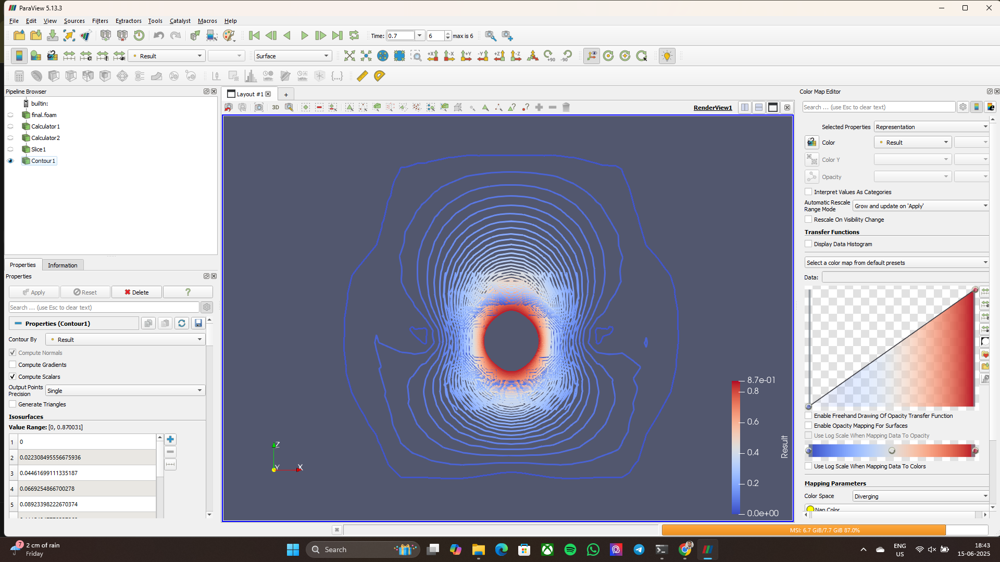 ParaView 5.13.3
File Edit View Sources Filters Extractors Tools Catalyst Macros Help
Time: 0.7 6 max is 6
Result Surface +X -X +Y -Y +Z -Z +90 -90
Pipeline Browser
builtin:
final.foam
Calculator1
Calculator2
Slice1
Contour1
Properties Information
Properties
Apply Reset Delete ?
Search ... (use Esc to clear text)
Properties (Contour1)
Contour By Result
Compute Normals
Compute Gradients
Compute Scalars
Output Points Precision Single
Generate Triangles
Isosurfaces
Value Range: [0, 0.870031]
1 0
2 0.022308495556675936
3 0.04461699111335187
4 0.0669254866700278
5 0.08923398222670374
Layout #1 +
3D RenderView1
Z
Y X
8.7e-01
0.8
0.6
0.4
0.2
0.0e+00
Result
Color Map Editor
Search ... (use Esc to clear text)
Selected Properties Representation
Color Result
Color Y
Opacity
Interpret Values As Categories
Automatic Rescale Range Mode Grow and update on 'Apply'
Rescale On Visibility Change
Transfer Functions
Display Data Histogram
Select a color map from default presets
Data:
Enable Freehand Drawing Of Opacity Transfer Function
Enable Opacity Mapping For Surfaces
Use Log Scale When Mapping Data To Opacity
Use Log Scale When Mapping Data To Colors
Mapping Parameters
Color Space Diverging
Nan Color
MSI: 6.7 GiB/7.7 GiB 87.0%
7
2 cm of rain
Friday
Search
ENG
US
18:43
15-06-2025